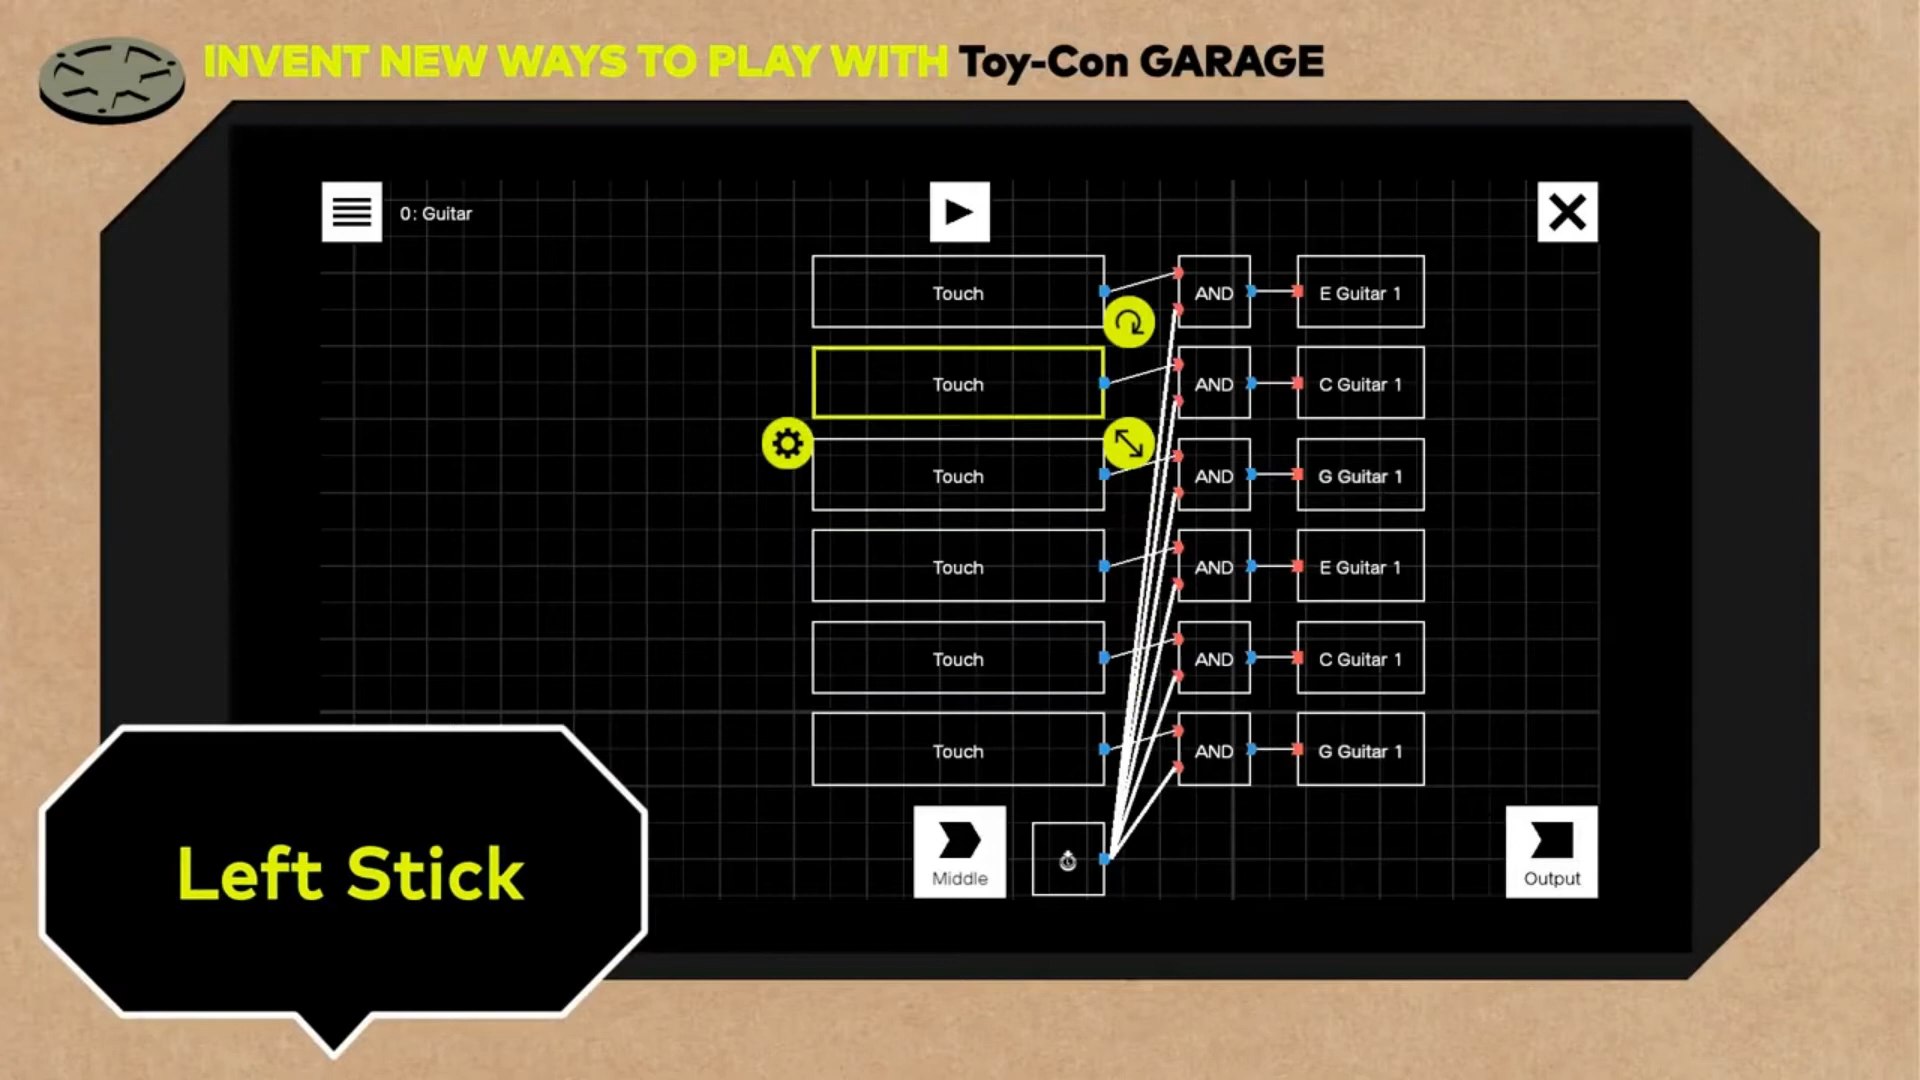 INVENT NEW WAYS TO PLAY WITH Toy-Con GARAGE
0: Guitar
Touch AND E Guitar 1
Touch AND C Guitar 1
Touch AND G Guitar 1
Touch AND E Guitar 1
Touch AND C Guitar 1
Touch AND G Guitar 1
Middle
Output
Left Stick